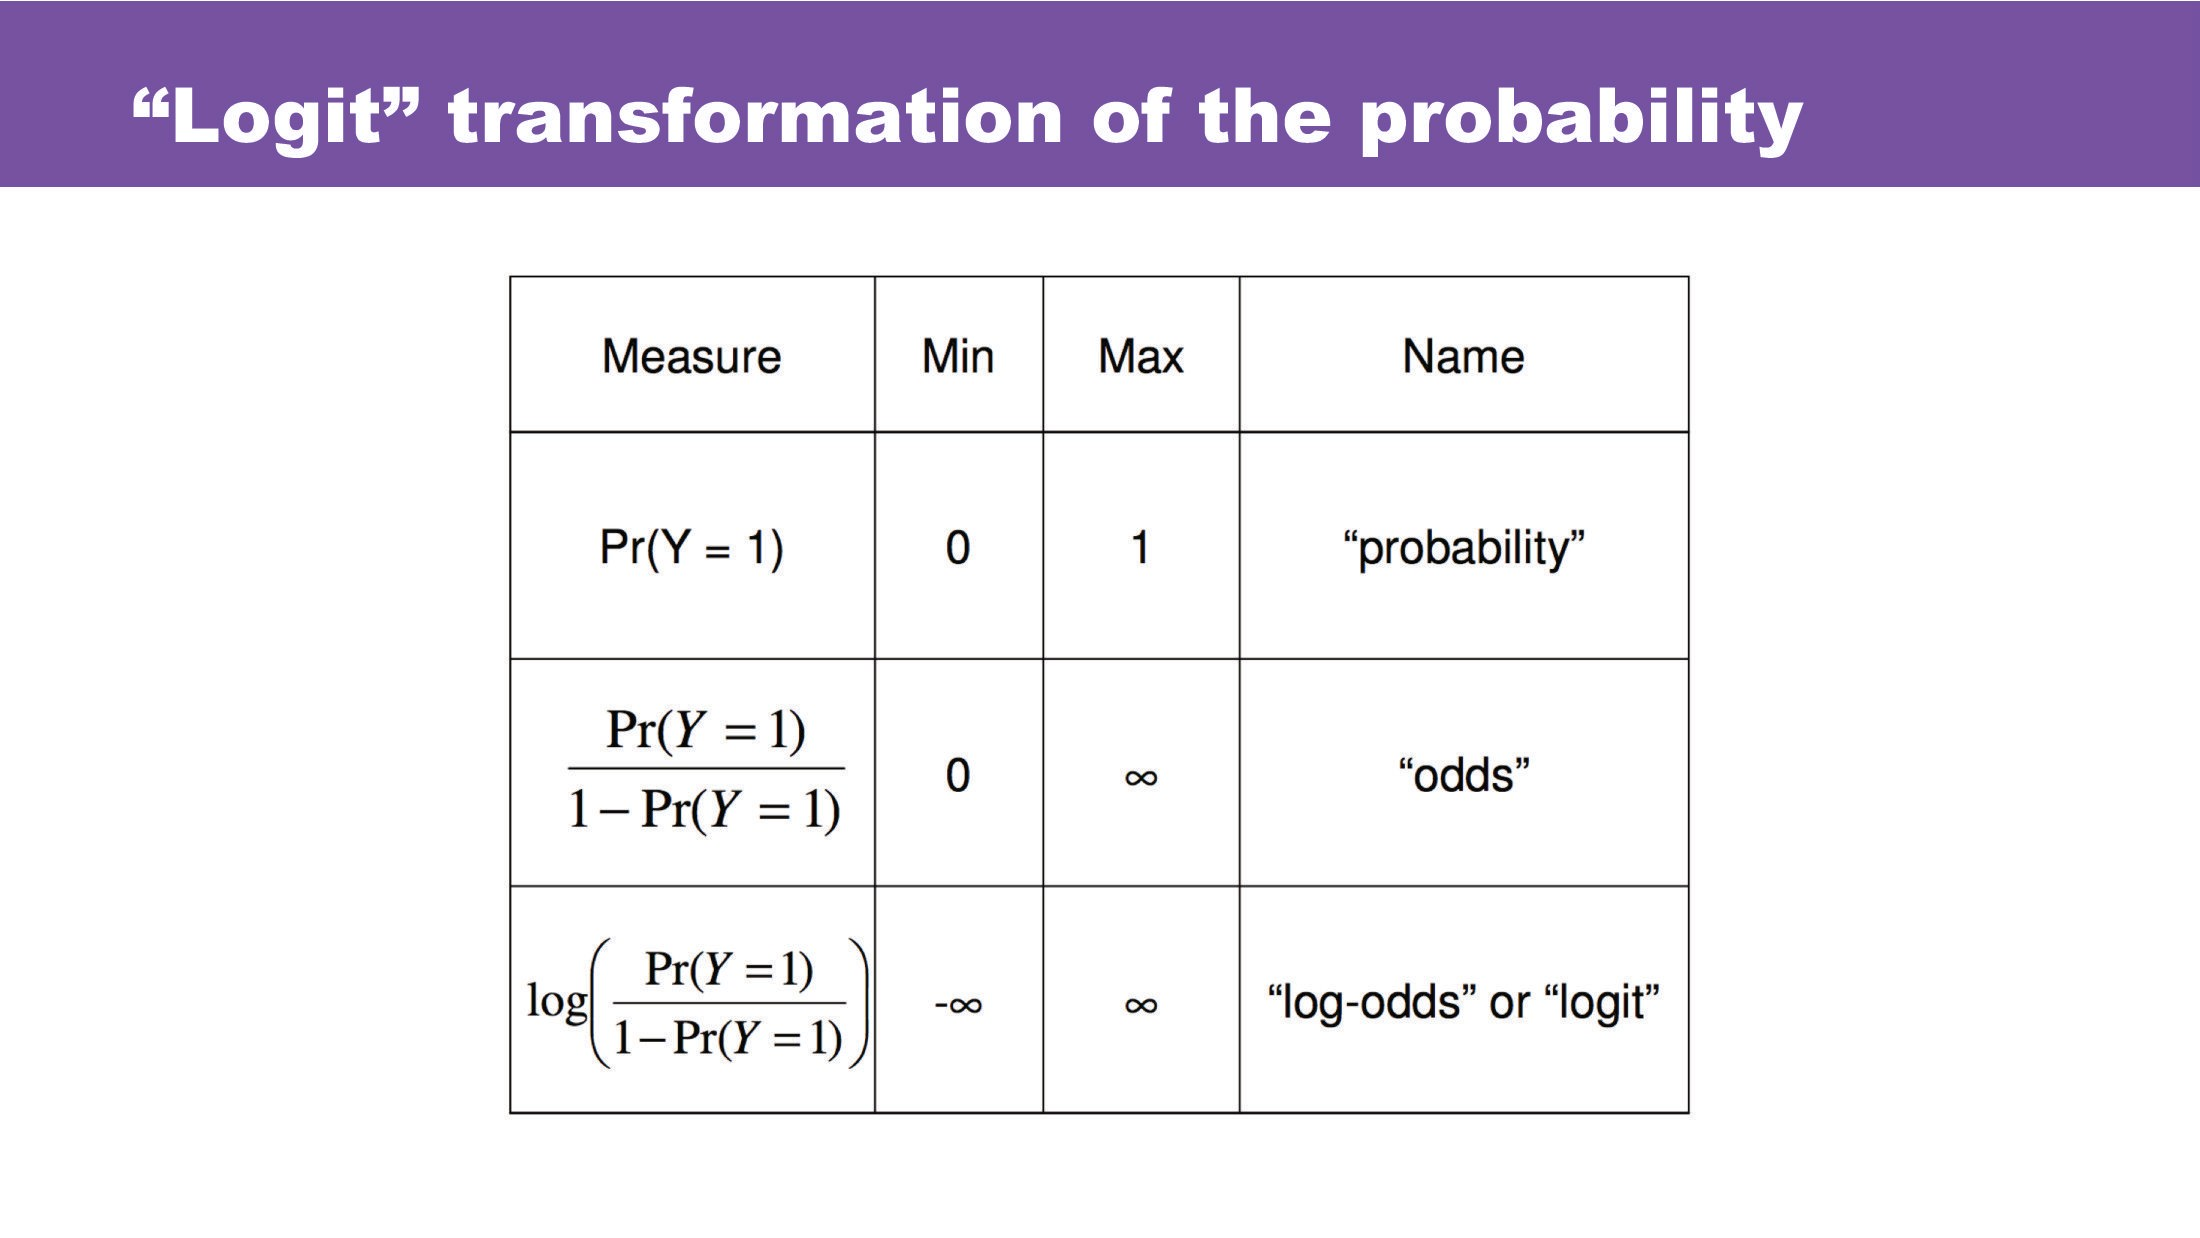 “Logit” transformation of the probability
Measure Min Max Name
Pr(Y = 1) 0 1 “probability”
Pr(Y = 1)
1 – Pr(Y = 1)
0 ∞ “odds”
log( Pr(Y = 1)
1 – Pr(Y = 1) )
-∞ ∞ “log-odds” or “logit”